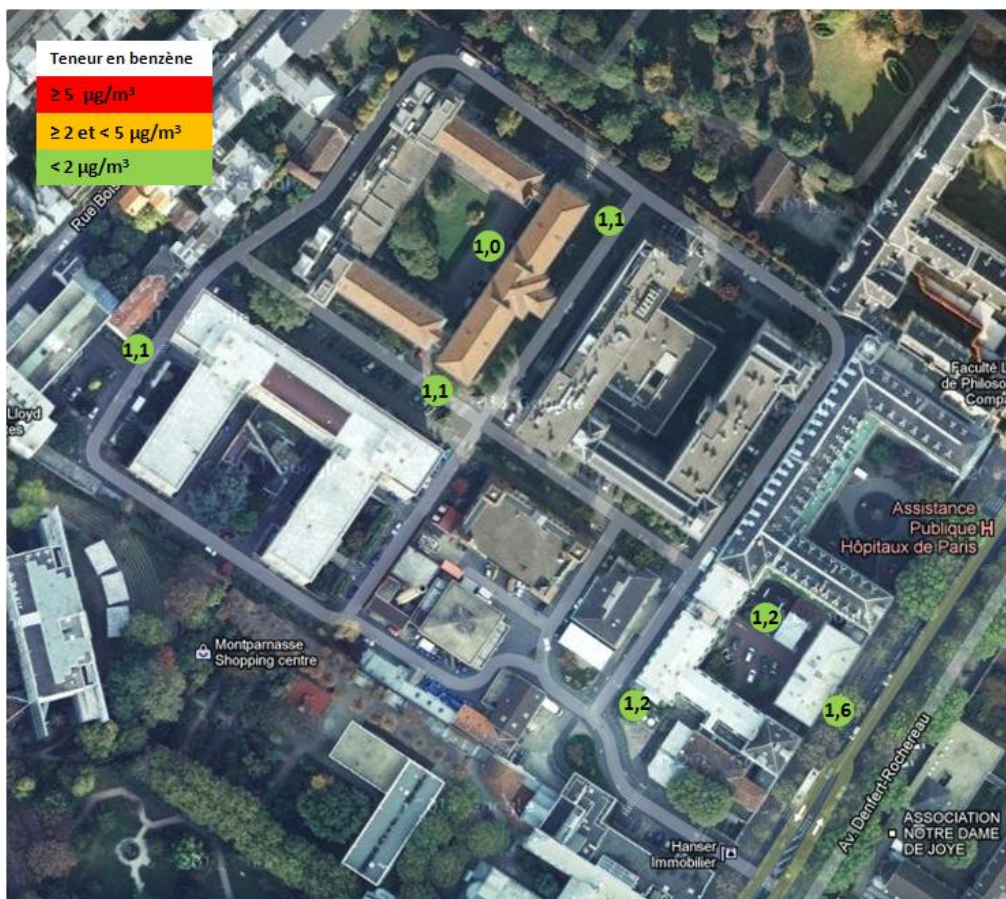 Teneur en benzène
≥ 5 µg/m³
≥ 2 et < 5 µg/m³
< 2 µg/m³
Rue Bois
1,1
1,0
1,1
1,1
Lloyd
Faculté L
de Philoso
Comp
Assistance
Publique H
Hôpitaux de Paris
1,2
Montparnasse
Shopping centre
1,2
1,6
Av. Denfert-Rochereau
Hanser
Immobilier
ASSOCIATION
NOTRE DAME
DE JOYE